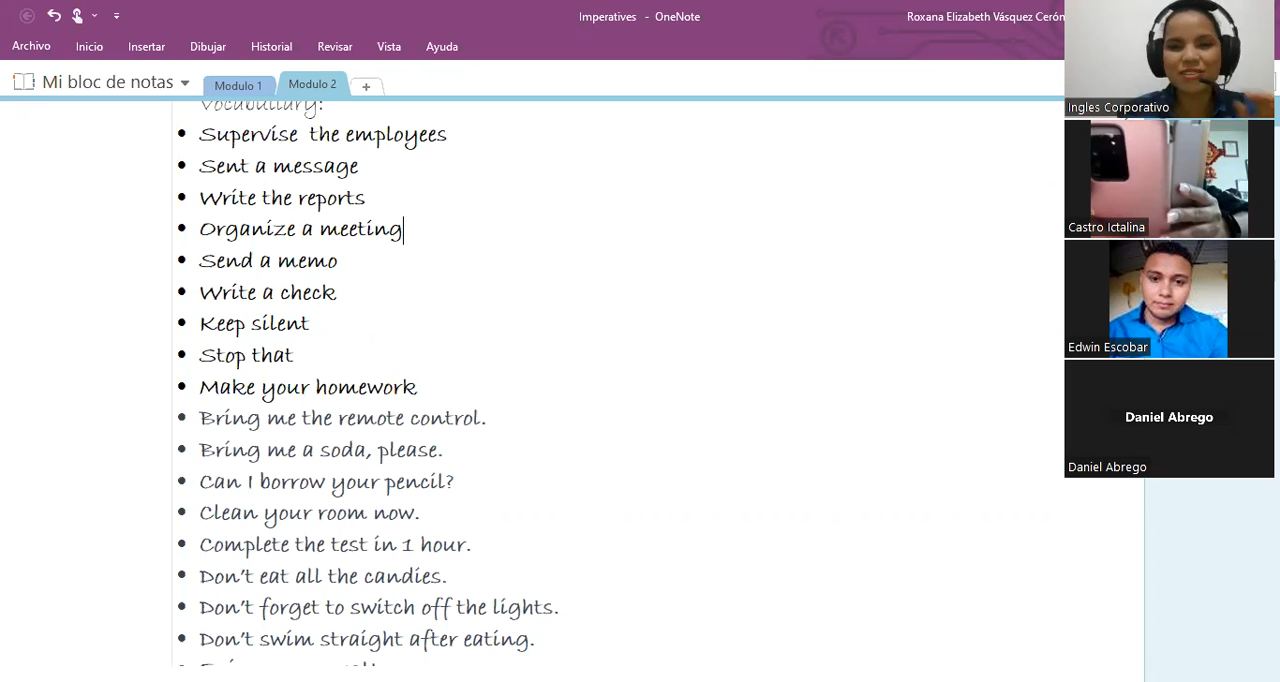 Imperatives - OneNote
Roxana Elizabeth Vásquez Cerón
Archivo Inicio Insertar Dibujar Historial Revisar Vista Ayuda
Mi bloc de notas Modulo 1 Modulo 2 +
Vocabullary:
• Supervise the employees
• Sent a message
• Write the reports
• Organize a meeting
• Send a memo
• Write a check
• Keep silent
• Stop that
• Make your homework
• Bring me the remote control.
• Bring me a soda, please.
• Can I borrow your pencil?
• Clean your room now.
• Complete the test in 1 hour.
• Don't eat all the candies.
• Don't forget to switch off the lights.
• Don't swim straight after eating.
Ingles Corporativo
Castro Ictalina
Edwin Escobar
Daniel Abrego
Daniel Abrego